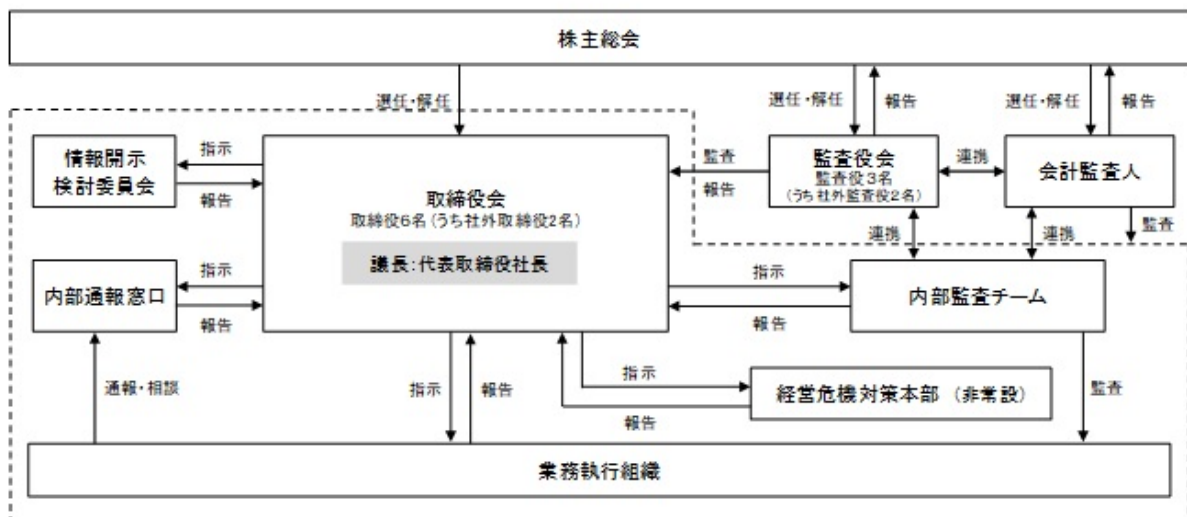 株主総会
選任・解任
選任・解任
報告
選任・解任
報告
情報開示
検討委員会
指示
報告
取締役会
取締役6名(うち社外取締役2名)
議長:代表取締役社長
監査
報告
監査役会
監査役3名
(うち社外監査役2名)
連携
会計監査人
連携
連携
監査
内部通報窓口
指示
報告
指示
報告
内部監査チーム
通報・相談
指示
報告
指示
報告
経営危機対策本部 (非常設)
監査
業務執行組織